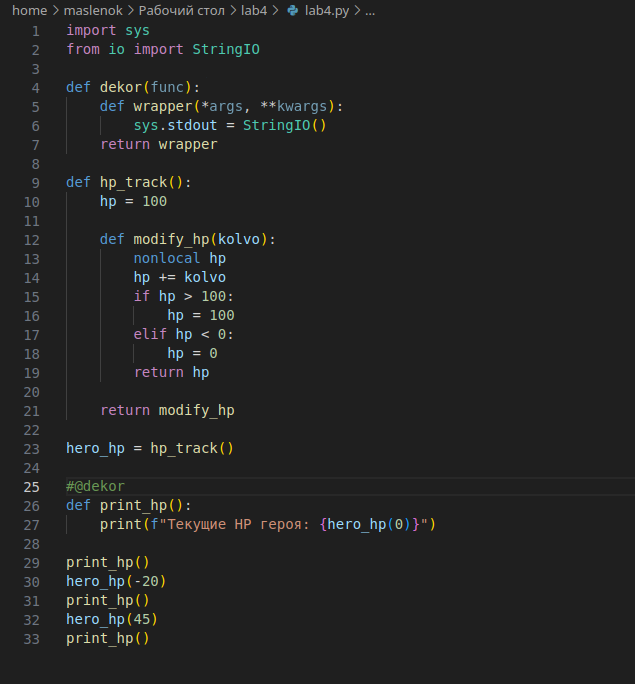 home > maslenok > Рабочий стол > lab4 > lab4.py > ...
1 import sys
2 from io import StringIO
3
4 def dekor(func):
5     def wrapper(*args, **kwargs):
6         sys.stdout = StringIO()
7     return wrapper
8
9 def hp_track():
10     hp = 100
11
12     def modify_hp(kolvo):
13         nonlocal hp
14         hp += kolvo
15         if hp > 100:
16             hp = 100
17         elif hp < 0:
18             hp = 0
19         return hp
20
21     return modify_hp
22
23 hero_hp = hp_track()
24
25 #@dekor
26 def print_hp():
27     print(f"Текущие HP героя: {hero_hp(0)}")
28
29 print_hp()
30 hero_hp(-20)
31 print_hp()
32 hero_hp(45)
33 print_hp()